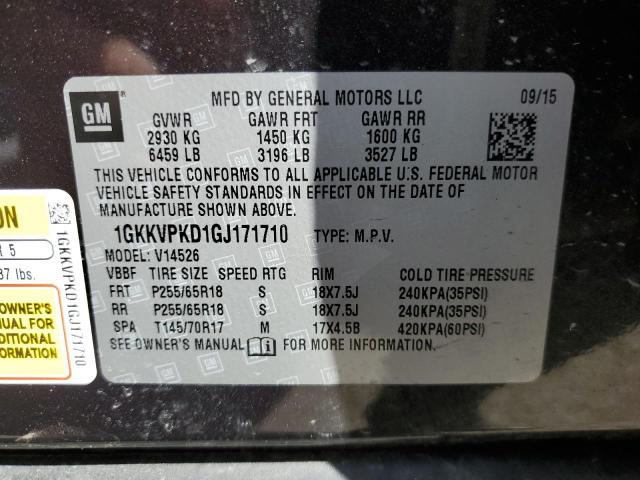 GM
MFD BY GENERAL MOTORS LLC 09/15
GVWR GAWR FRT GAWR RR
2930 KG 1450 KG 1600 KG
6459 LB 3196 LB 3527 LB
THIS VEHICLE CONFORMS TO ALL APPLICABLE U.S. FEDERAL MOTOR
VEHICLE SAFETY STANDARDS IN EFFECT ON THE DATE OF
MANUFACTURE SHOWN ABOVE.
1GKKVPKD1GJ171710 TYPE: M.P.V.
MODEL: V14526
VBBF TIRE SIZE SPEED RTG RIM COLD TIRE PRESSURE
FRT P255/65R18 S 18X7.5J 240KPA(35PSI)
RR P255/65R18 S 18X7.5J 240KPA(35PSI)
SPA T145/70R17 M 17X4.5B 420KPA(60PSI)
SEE OWNER'S MANUAL FOR MORE INFORMATION.
ON
R 5
37 lbs.
OWNER'S
MANUAL FOR
ADDITIONAL
INFORMATION
1GKKVPKD1GJ171710